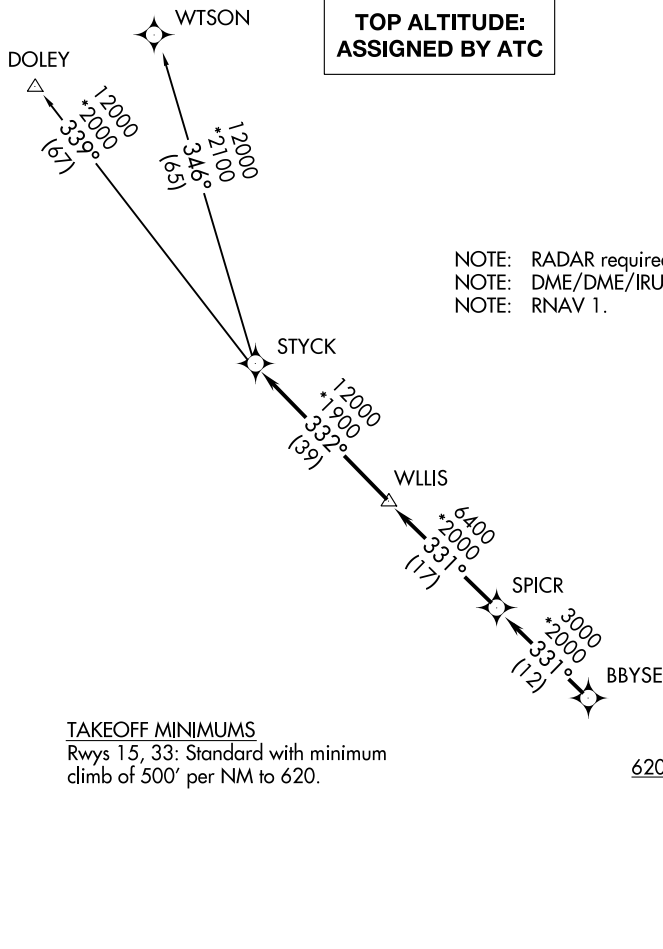 TOP ALTITUDE:
ASSIGNED BY ATC
WTSON
DOLEY
12000
*2000
339°
(67)
12000
*2100
346°
(65)
NOTE: RADAR required
NOTE: DME/DME/IRU
NOTE: RNAV 1.
STYCK
12000
*1900
332°
(39)
WLLIS
6400
*2000
331°
(17)
SPICR
3000
*2000
331°
(12)
BBYSE
TAKEOFF MINIMUMS
Rwys 15, 33: Standard with minimum
climb of 500' per NM to 620.
620